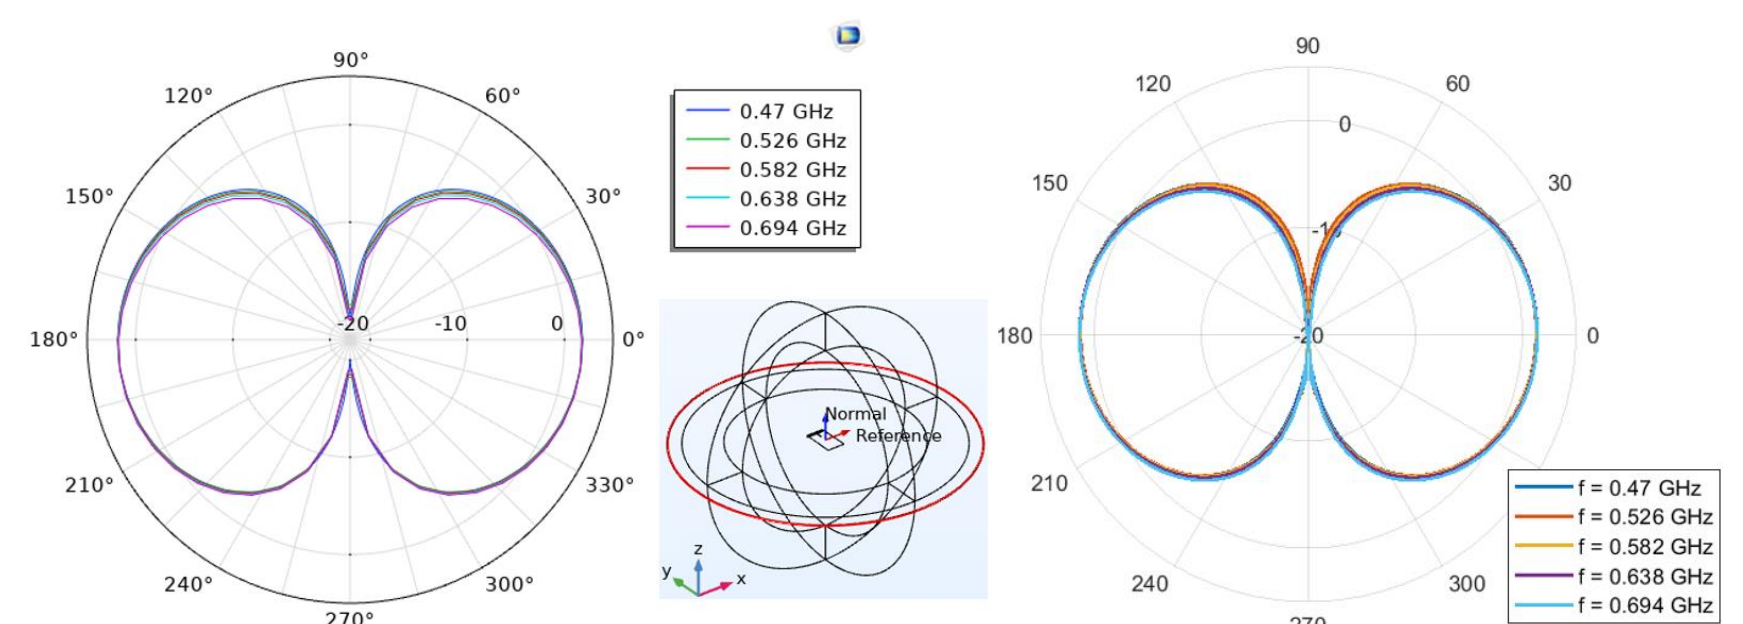 90°
120°
60°
150°
30°
180°
-20
-10
0
0°
210°
330°
240°
300°
270°
0.47 GHz
0.526 GHz
0.582 GHz
0.638 GHz
0.694 GHz
Normal
Reference
z
y
x
90
120
60
0
150
30
180
-20
0
210
240
300
f = 0.47 GHz
f = 0.526 GHz
f = 0.582 GHz
f = 0.638 GHz
f = 0.694 GHz